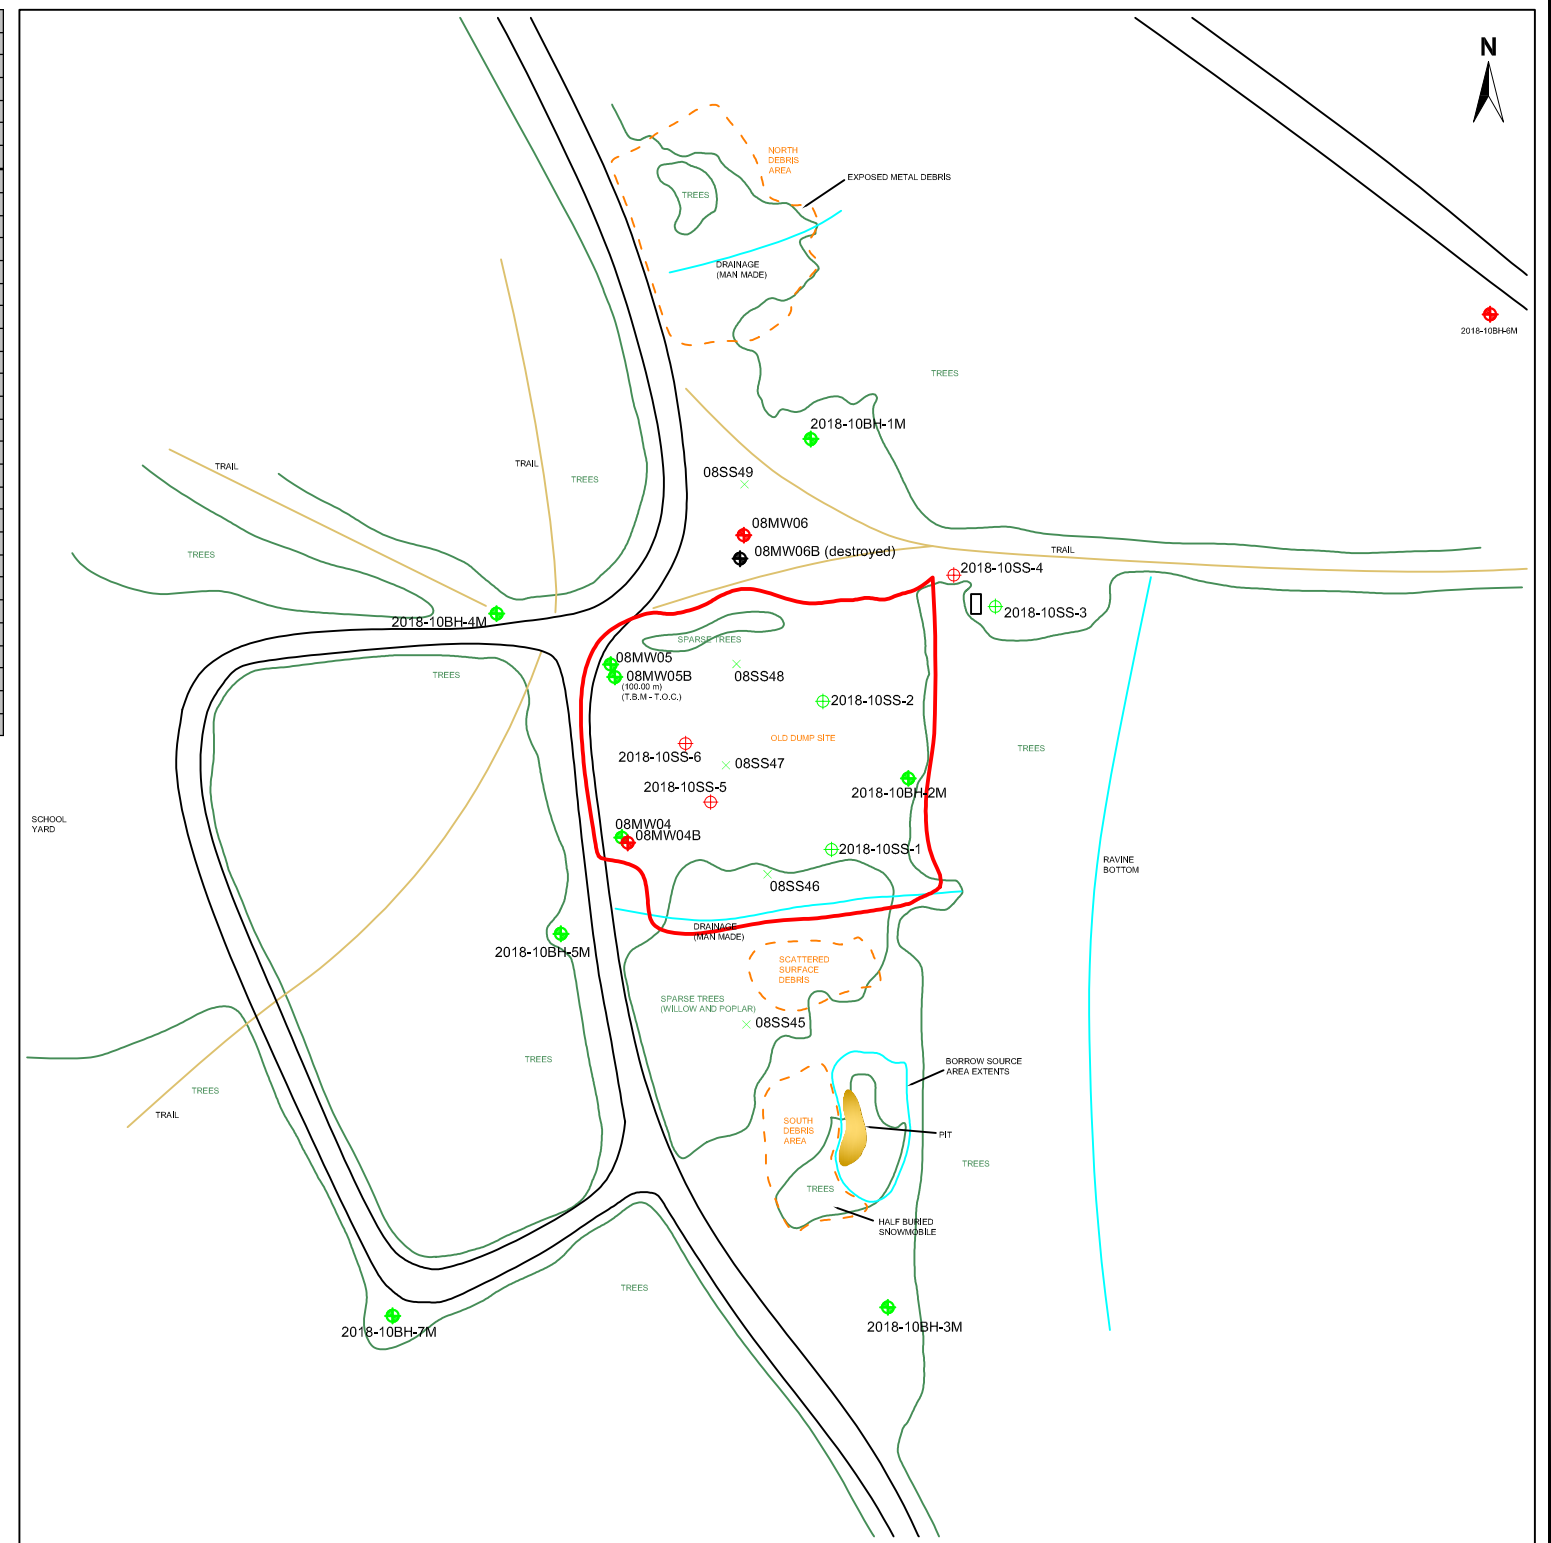 N
NORTH
DEBRIS
AREA
EXPOSED METAL DEBRIS
TREES
DRAINAGE
(MAN MADE)
2018-10BH-6M
TREES
2018-10BH-1M
TRAIL
TRAIL
TREES
08SS49
08MW06
08MW06B (destroyed)
TREES
TRAIL
2018-10SS-4
2018-10SS-3
2018-10BH-4M
SPARSE TREES
08MW05
08MW05B
(100.00 m)
(T.B.M - T.O.C.)
08SS48
TREES
2018-10SS-2
OLD DUMP SITE
TREES
2018-10SS-6
08SS47
2018-10SS-5
2018-10BH-2M
SCHOOL
YARD
08MW04
08MW04B
2018-10SS-1
RAVINE
BOTTOM
08SS46
DRAINAGE
(MAN MADE)
2018-10BH-5M
SCATTERED
SURFACE
DEBRIS
SPARSE TREES
(WILLOW AND POPLAR)
08SS45
TREES
BORROW SOURCE
AREA EXTENTS
TREES
TRAIL
SOUTH
DEBRIS
AREA
PIT
TREES
TREES
HALF BURIED
SNOWMOBILE
TREES
2018-10BH-7M
2018-10BH-3M